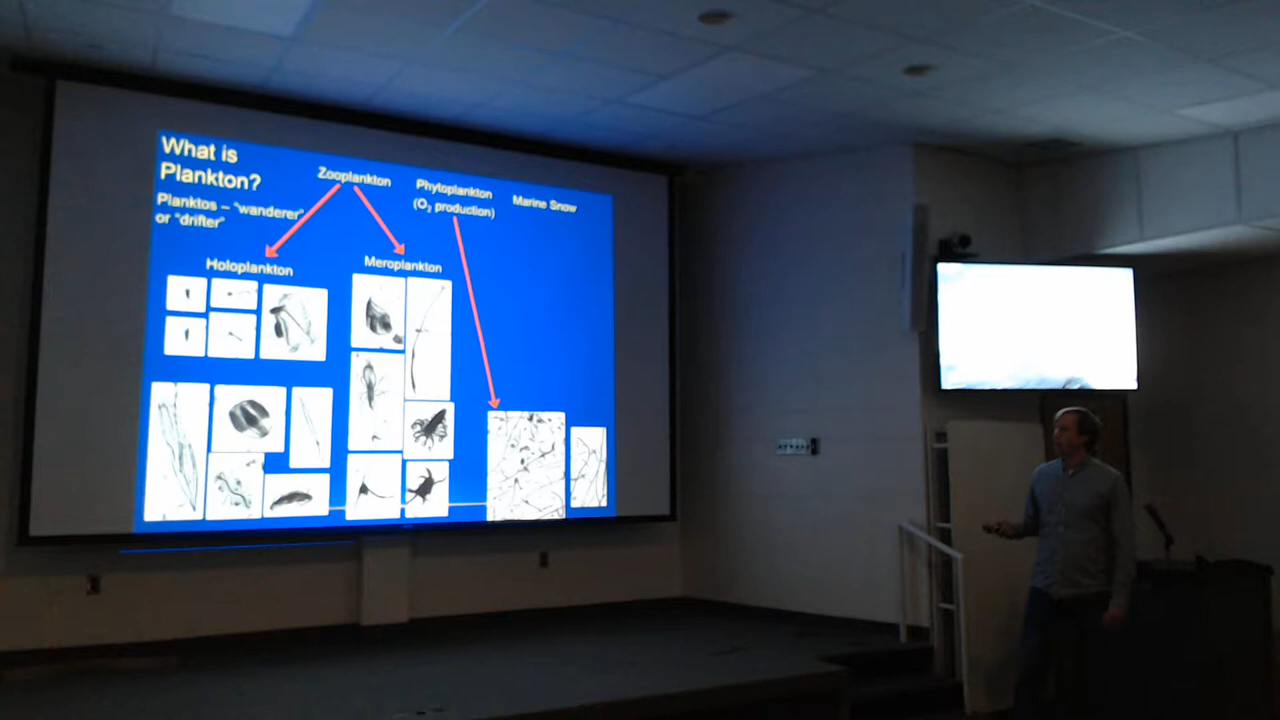 What is
Plankton?
Planktos – "wanderer"
or "drifter"
Zooplankton
Phytoplankton
(O₂ production)
Marine Snow
Holoplankton
Meroplankton